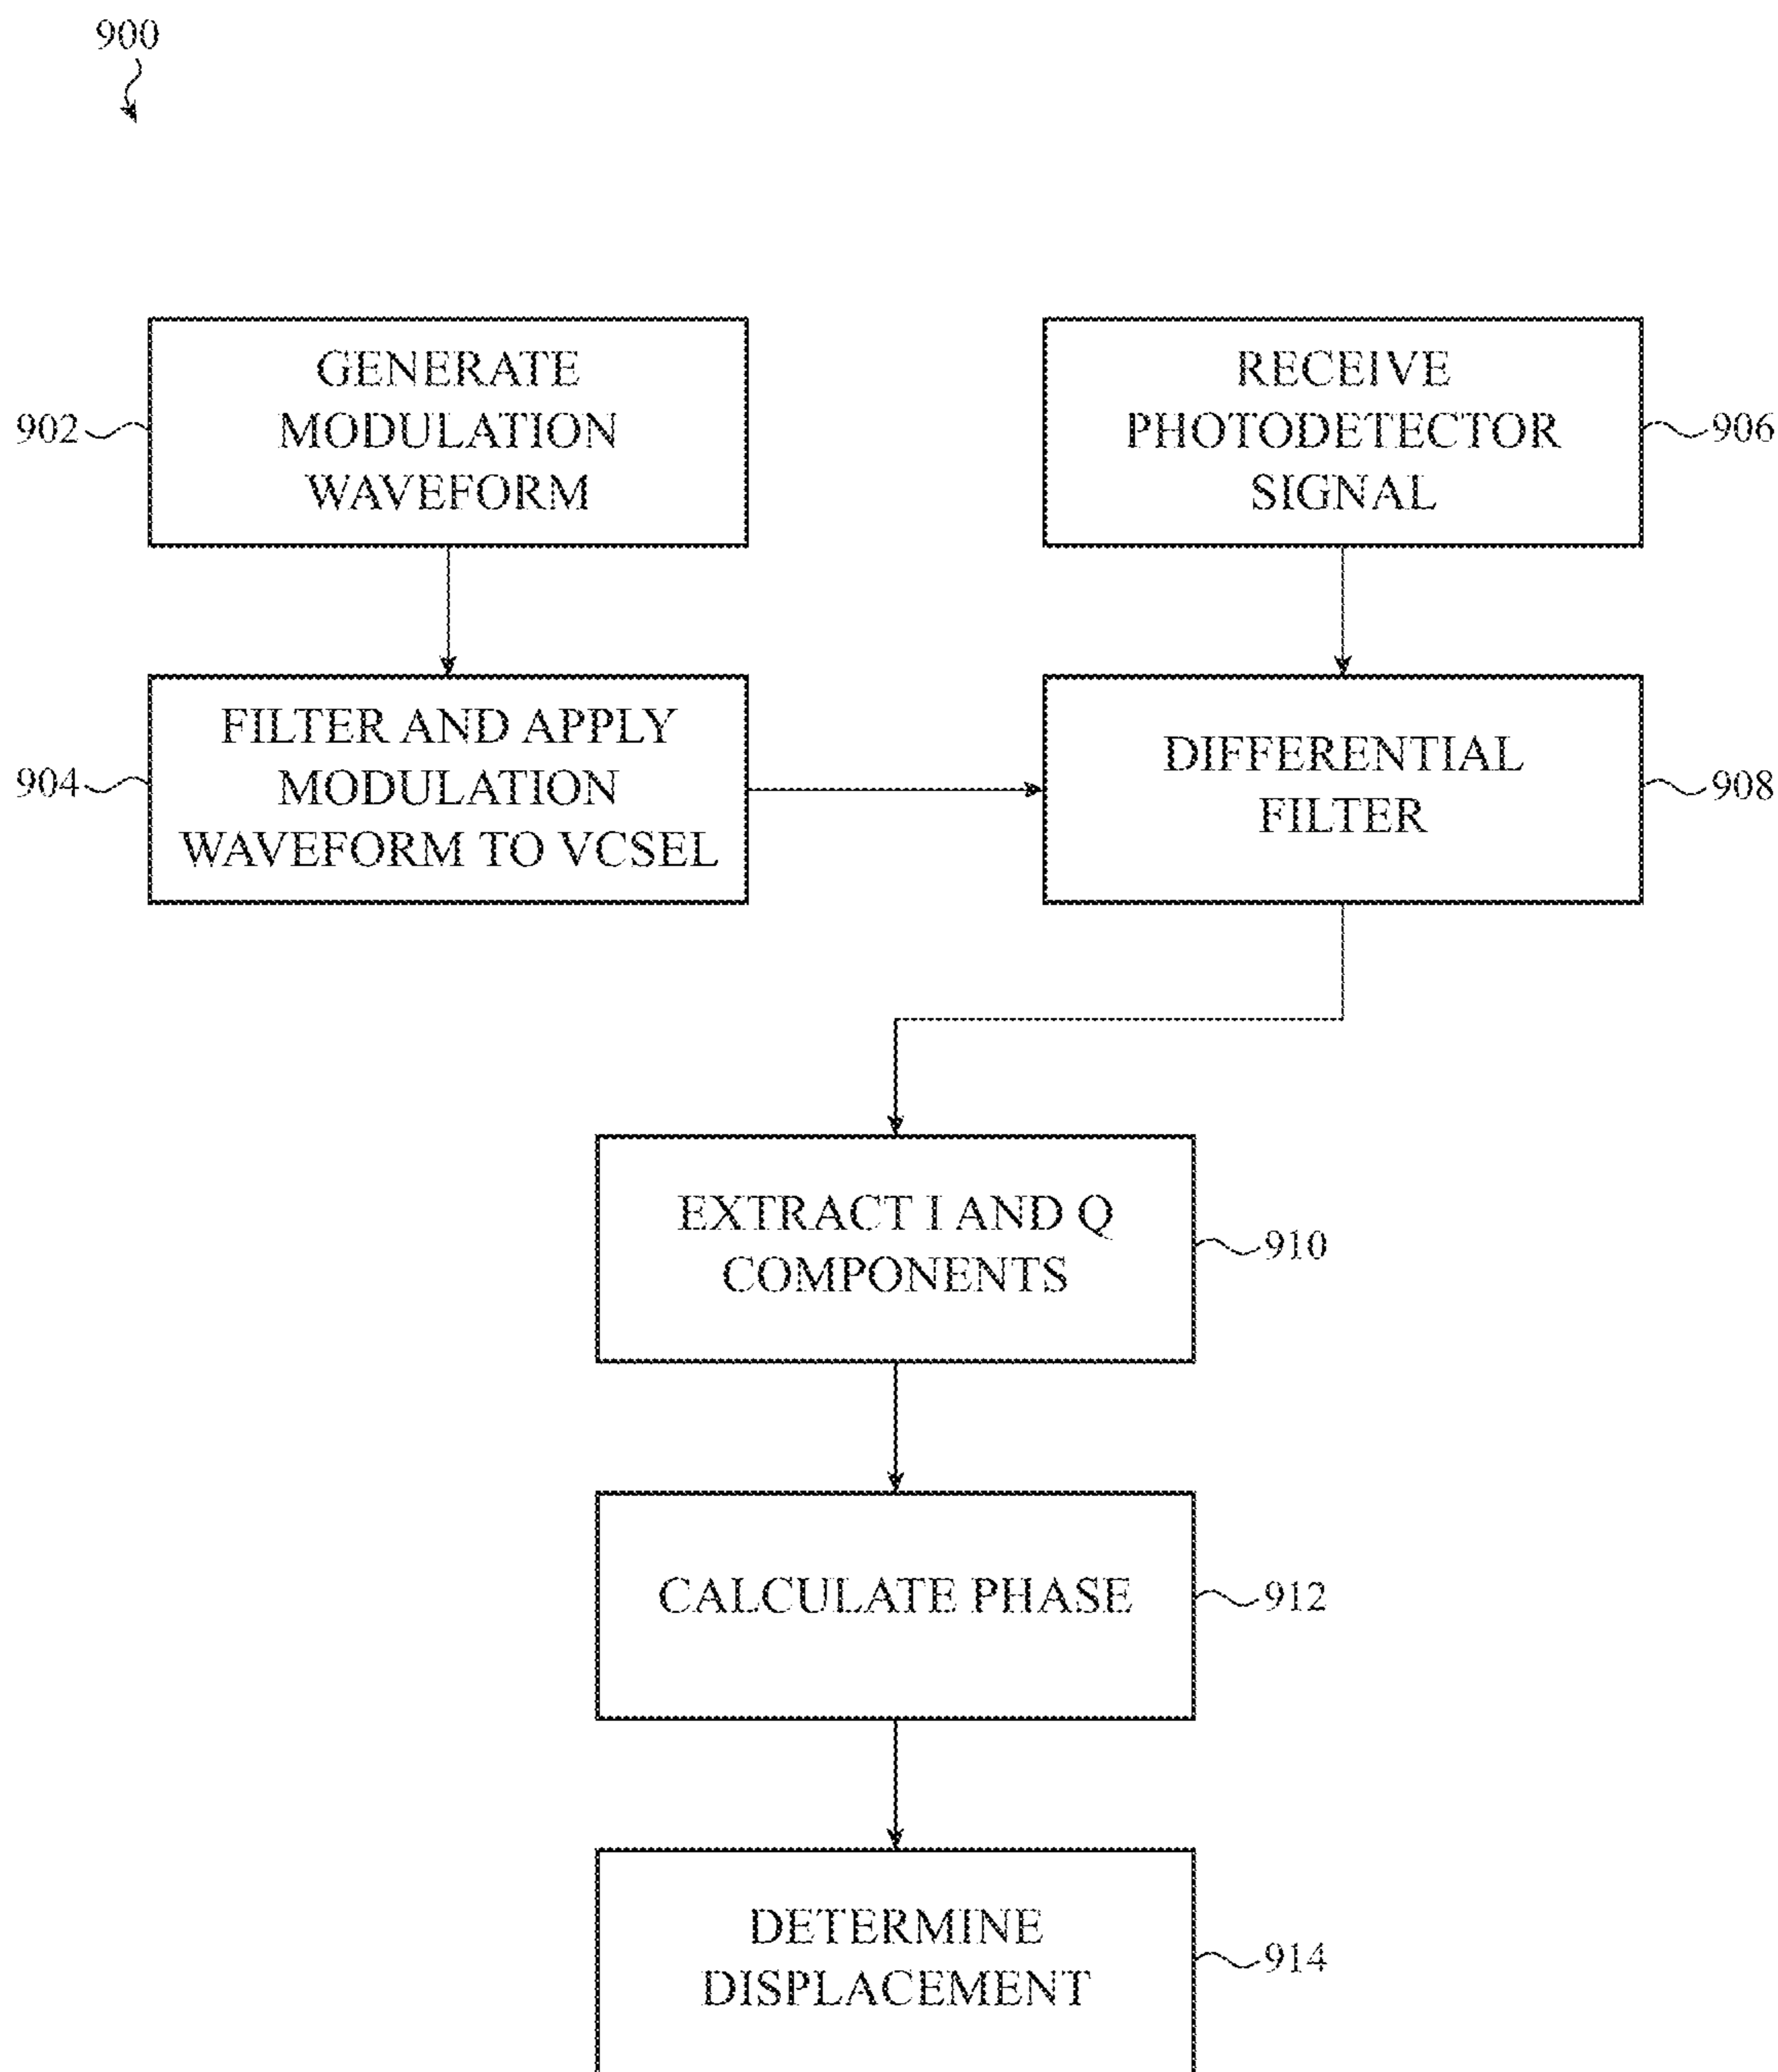 900
GENERATE
MODULATION
WAVEFORM
902
RECEIVE
PHOTODETECTOR
SIGNAL
906
FILTER AND APPLY
MODULATION
WAVEFORM TO VCSEL
904
DIFFERENTIAL
FILTER
908
EXTRACT I AND Q
COMPONENTS
910
CALCULATE PHASE
912
DETERMINE
DISPLACEMENT
914